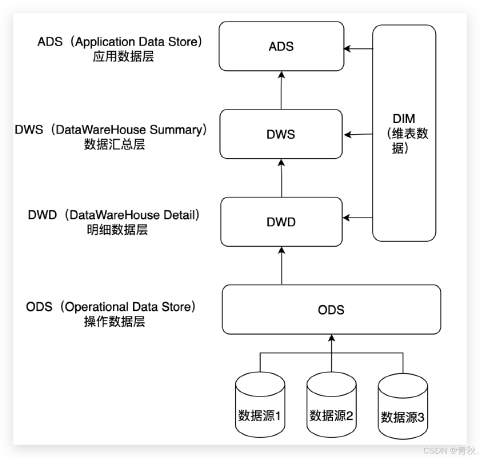 ADS（Application Data Store）
应用数据层
ADS
DWS（DataWareHouse Summary）
数据汇总层
DWS
DIM
（维表数
据）
DWD（DataWareHouse Detail）
明细数据层
DWD
ODS（Operational Data Store）
操作数据层
ODS
数据源1
数据源2
数据源3
CSDN @青秋.